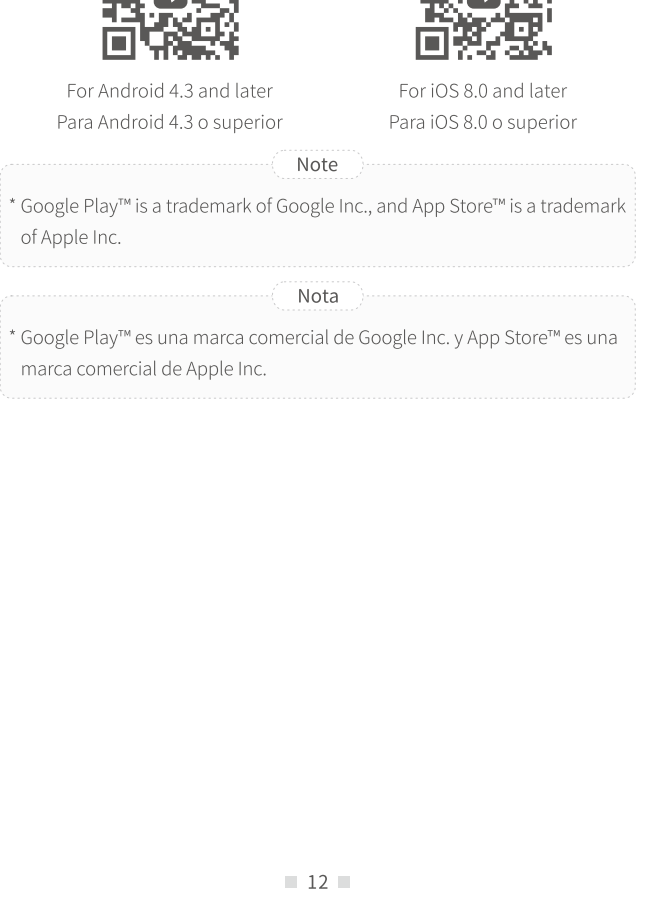 For Android 4.3 and later
Para Android 4.3 o superior
For iOS 8.0 and later
Para iOS 8.0 o superior
Note
* Google Play™ is a trademark of Google Inc., and App Store™ is a trademark
of Apple Inc.
Nota
* Google Play™ es una marca comercial de Google Inc. y App Store™ es una
marca comercial de Apple Inc.
12